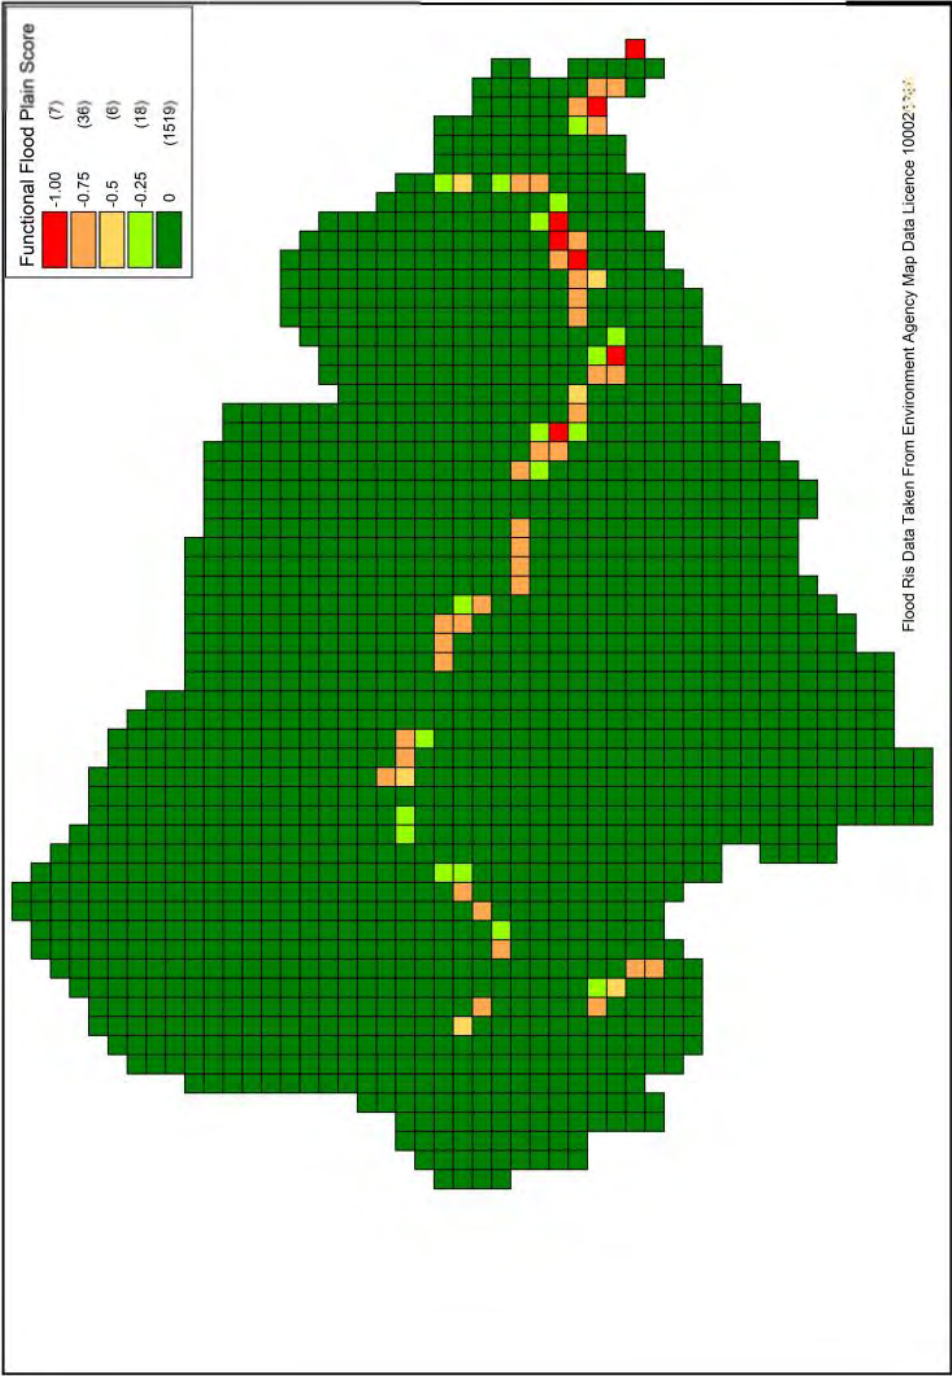 Functional Flood Plain Score
-1.00 (7)
-0.75 (36)
-0.5 (6)
-0.25 (18)
0 (1519)
Flood Ris Data Taken From Environment Agency Map Data Licence